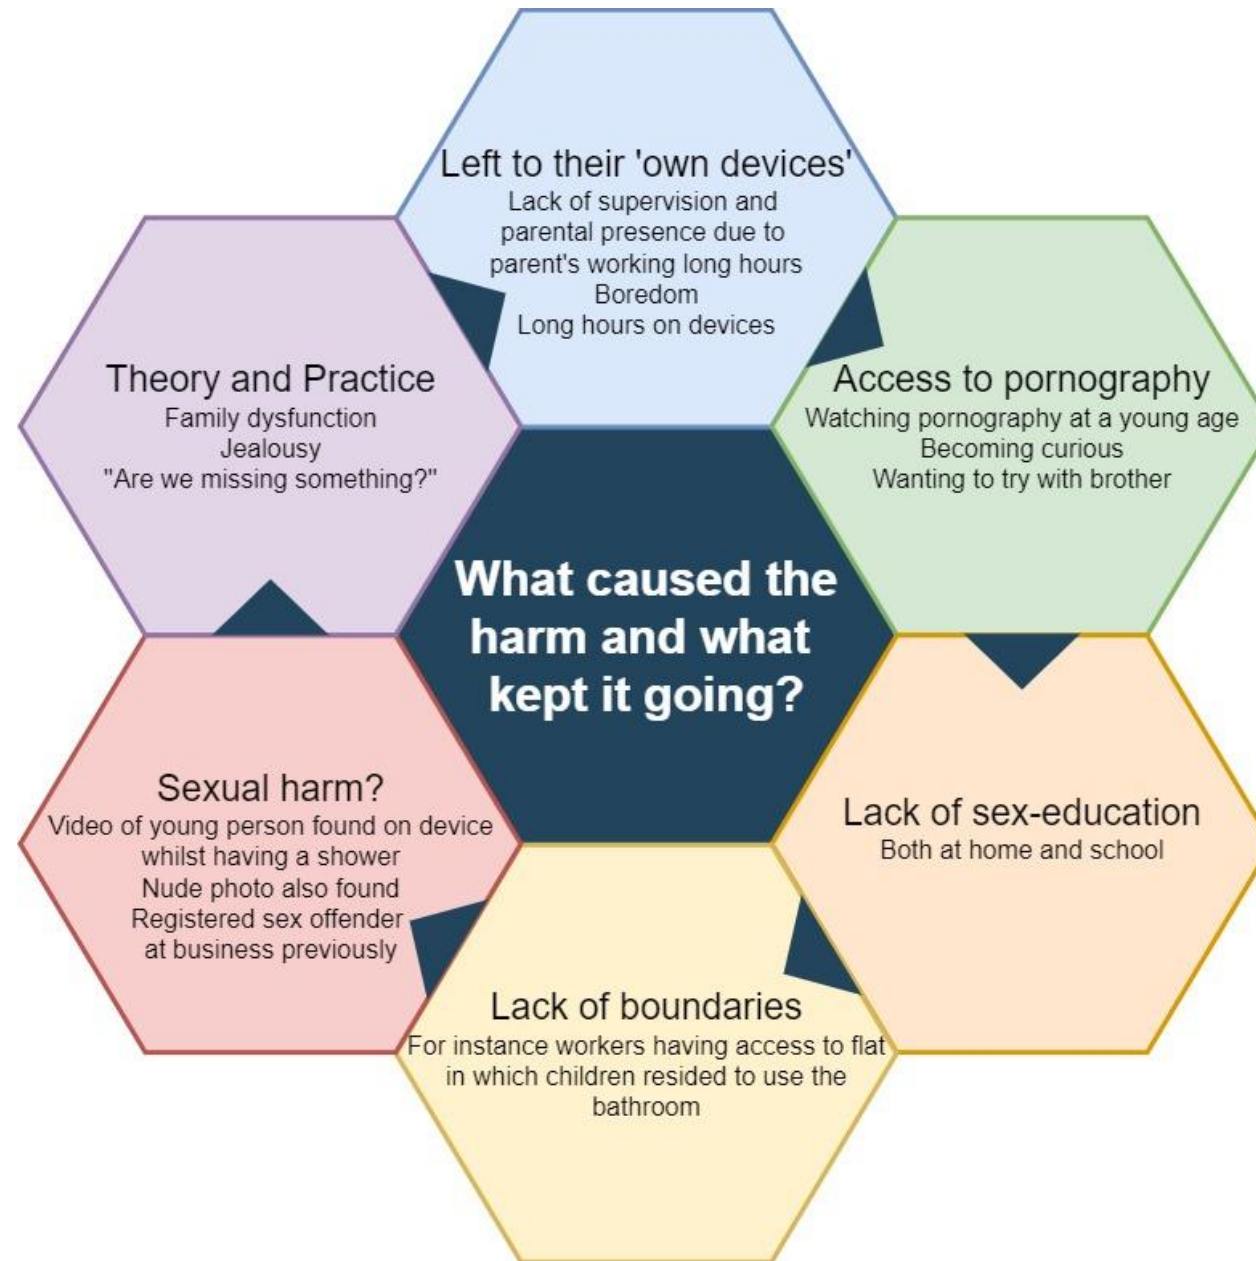 Left to their 'own devices'
Lack of supervision and
parental presence due to
parent's working long hours
Boredom
Long hours on devices
Access to pornography
Watching pornography at a young age
Becoming curious
Wanting to try with brother
Lack of sex-education
Both at home and school
Lack of boundaries
For instance workers having access to flat
in which children resided to use the
bathroom
Sexual harm?
Video of young person found on device
whilst having a shower
Nude photo also found
Registered sex offender
at business previously
Theory and Practice
Family dysfunction
Jealousy
"Are we missing something?"
What caused the
harm and what
kept it going?